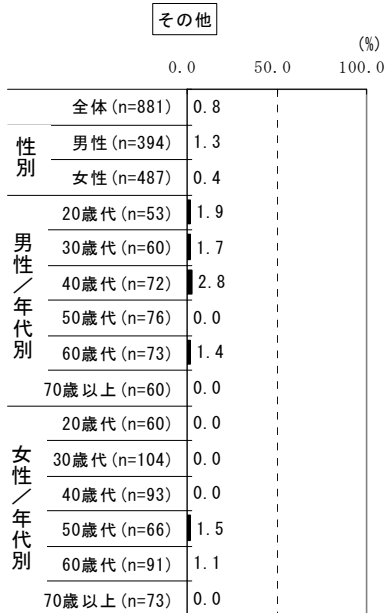 その他
(%)
0.0 50.0 100.0
全体(n=881) 0.8
性別
男性(n=394) 1.3
女性(n=487) 0.4
男性/年代別
20歳代(n=53) 1.9
30歳代(n=60) 1.7
40歳代(n=72) 2.8
50歳代(n=76) 0.0
60歳代(n=73) 1.4
70歳以上(n=60) 0.0
女性/年代別
20歳代(n=60) 0.0
30歳代(n=104) 0.0
40歳代(n=93) 0.0
50歳代(n=66) 1.5
60歳代(n=91) 1.1
70歳以上(n=73) 0.0